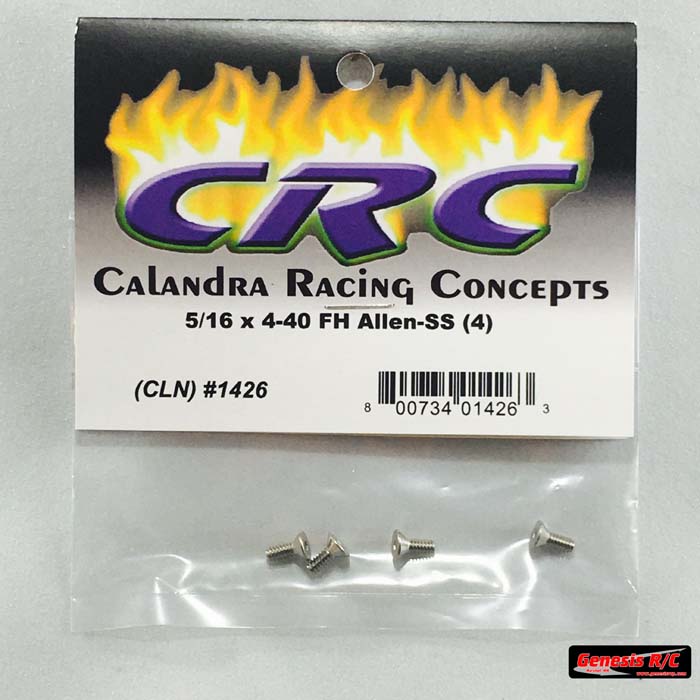 CRC
Calandra Racing Concepts
5/16 x 4-40 FH Allen-SS (4)
(CLN) #1426
8 00734 01426 3
Genesis R/C